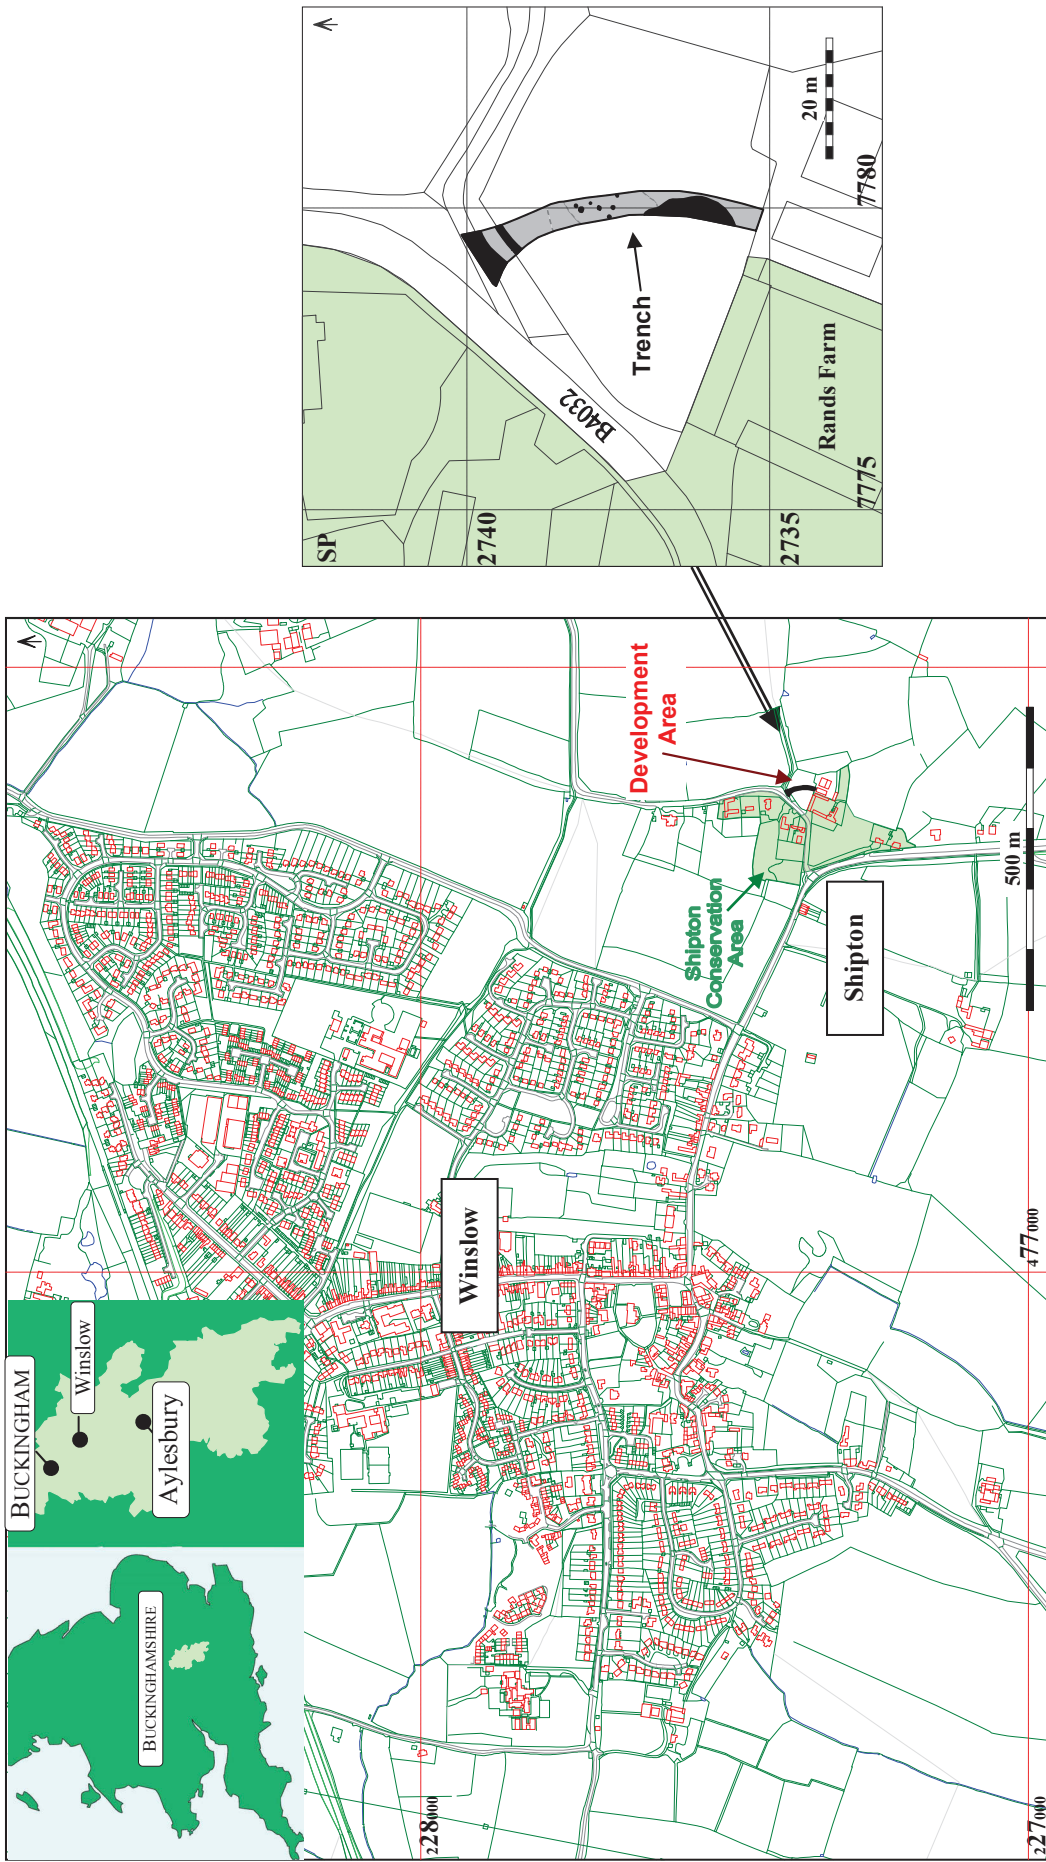 BUCKINGHAMSHIRE
BUCKINGHAM
Winslow
Aylesbury
Winslow
Shipton
Shipton
Conservation
Area
Development
Area
500 m
228000
227000
477000
SP
2740
2735
7775
7780
B4032
Trench
Rands Farm
20 m